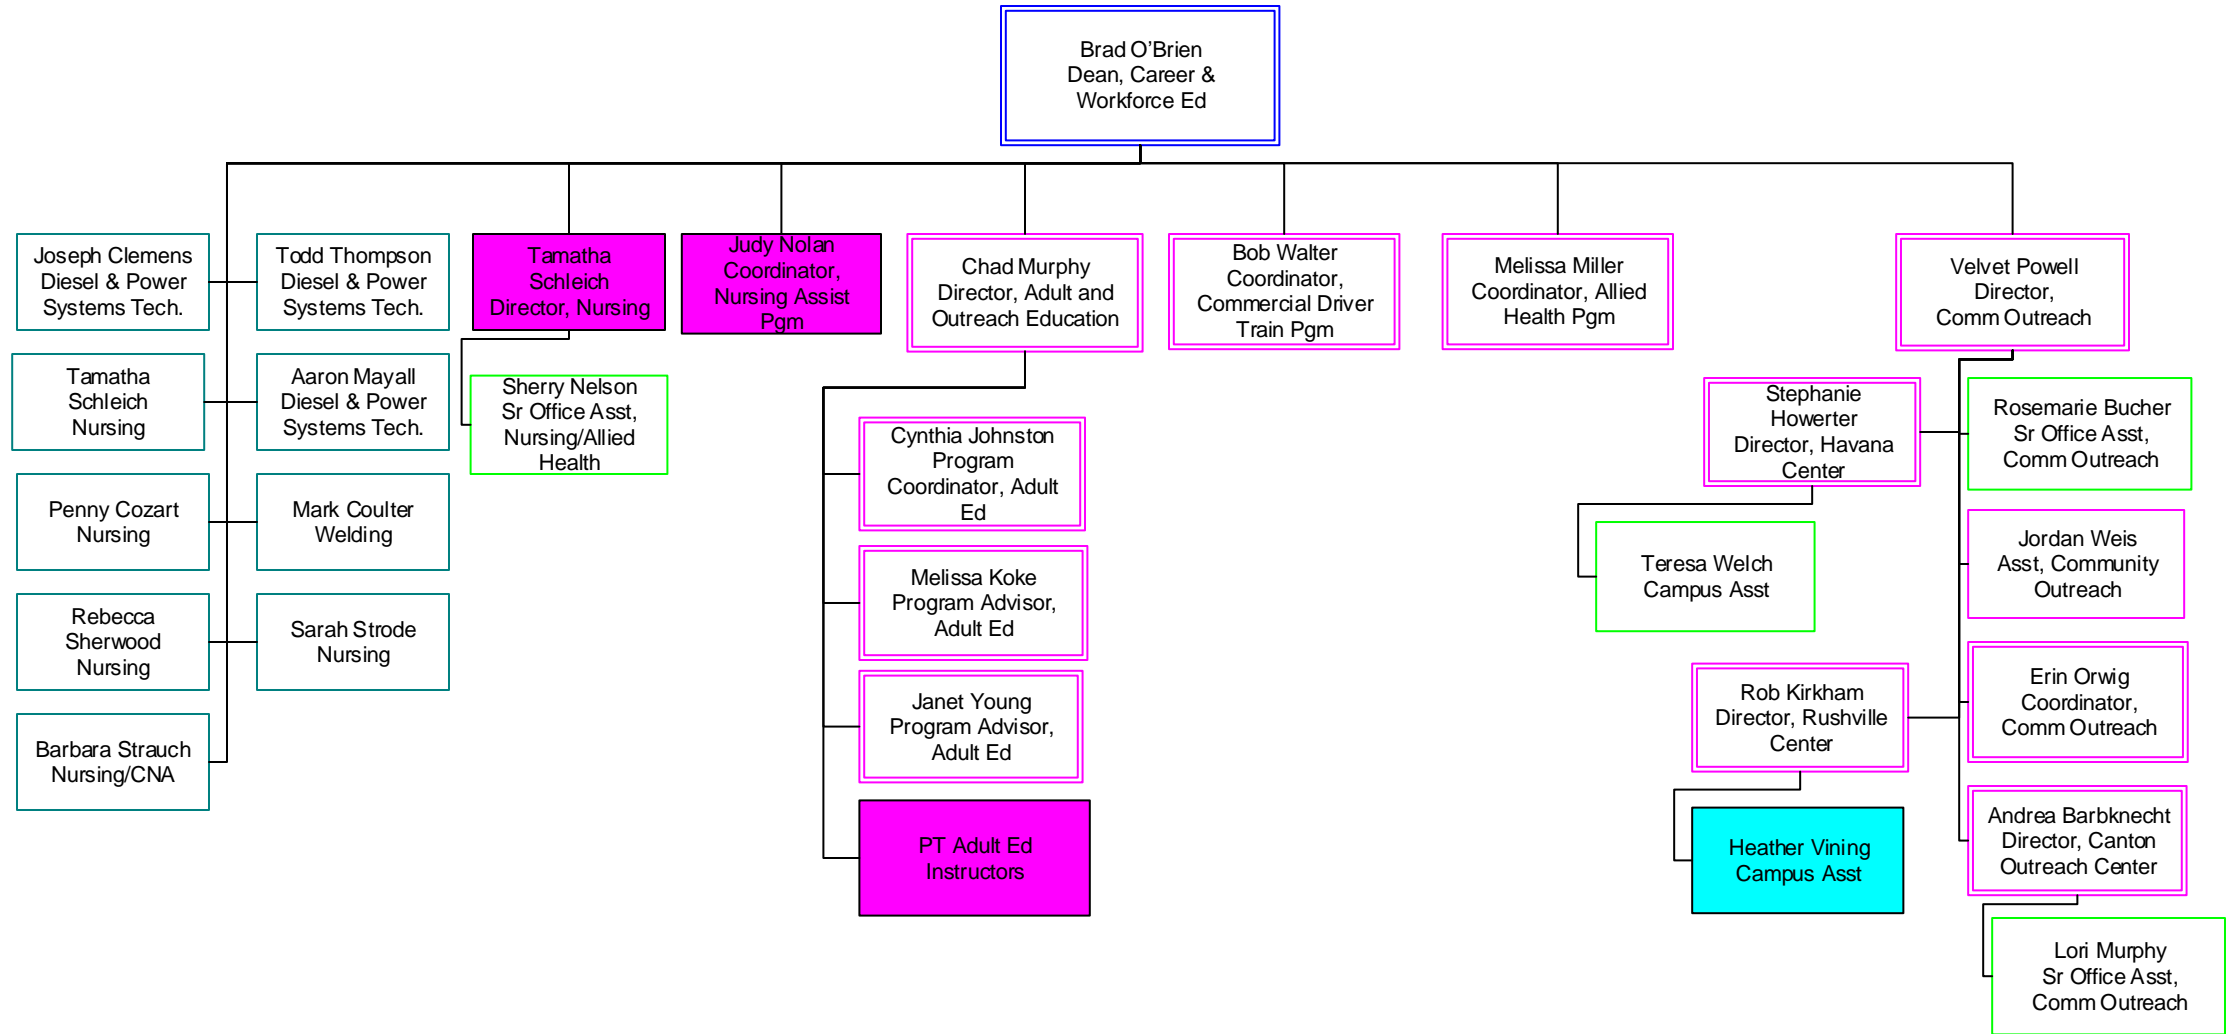 Brad O'Brien
Dean, Career &
Workforce Ed
Joseph Clemens
Diesel & Power
Systems Tech.
Todd Thompson
Diesel & Power
Systems Tech.
Tamatha
Schleich
Nursing
Aaron Mayall
Diesel & Power
Systems Tech.
Penny Cozart
Nursing
Mark Coulter
Welding
Rebecca
Sherwood
Nursing
Sarah Strode
Nursing
Barbara Strauch
Nursing/CNA
Tamatha
Schleich
Director, Nursing
Sherry Nelson
Sr Office Asst,
Nursing/Allied
Health
Judy Nolan
Coordinator,
Nursing Assist
Pgm
Chad Murphy
Director, Adult and
Outreach Education
Cynthia Johnston
Program
Coordinator, Adult
Ed
Melissa Koke
Program Advisor,
Adult Ed
Janet Young
Program Advisor,
Adult Ed
PT Adult Ed
Instructors
Bob Walter
Coordinator,
Commercial Driver
Train Pgm
Melissa Miller
Coordinator, Allied
Health Pgm
Velvet Powell
Director,
Comm Outreach
Stephanie
Howerter
Director, Havana
Center
Teresa Welch
Campus Asst
Rob Kirkham
Director, Rushville
Center
Heather Vining
Campus Asst
Rosemarie Bucher
Sr Office Asst,
Comm Outreach
Jordan Weis
Asst, Community
Outreach
Erin Orwig
Coordinator,
Comm Outreach
Andrea Barbknecht
Director, Canton
Outreach Center
Lori Murphy
Sr Office Asst,
Comm Outreach